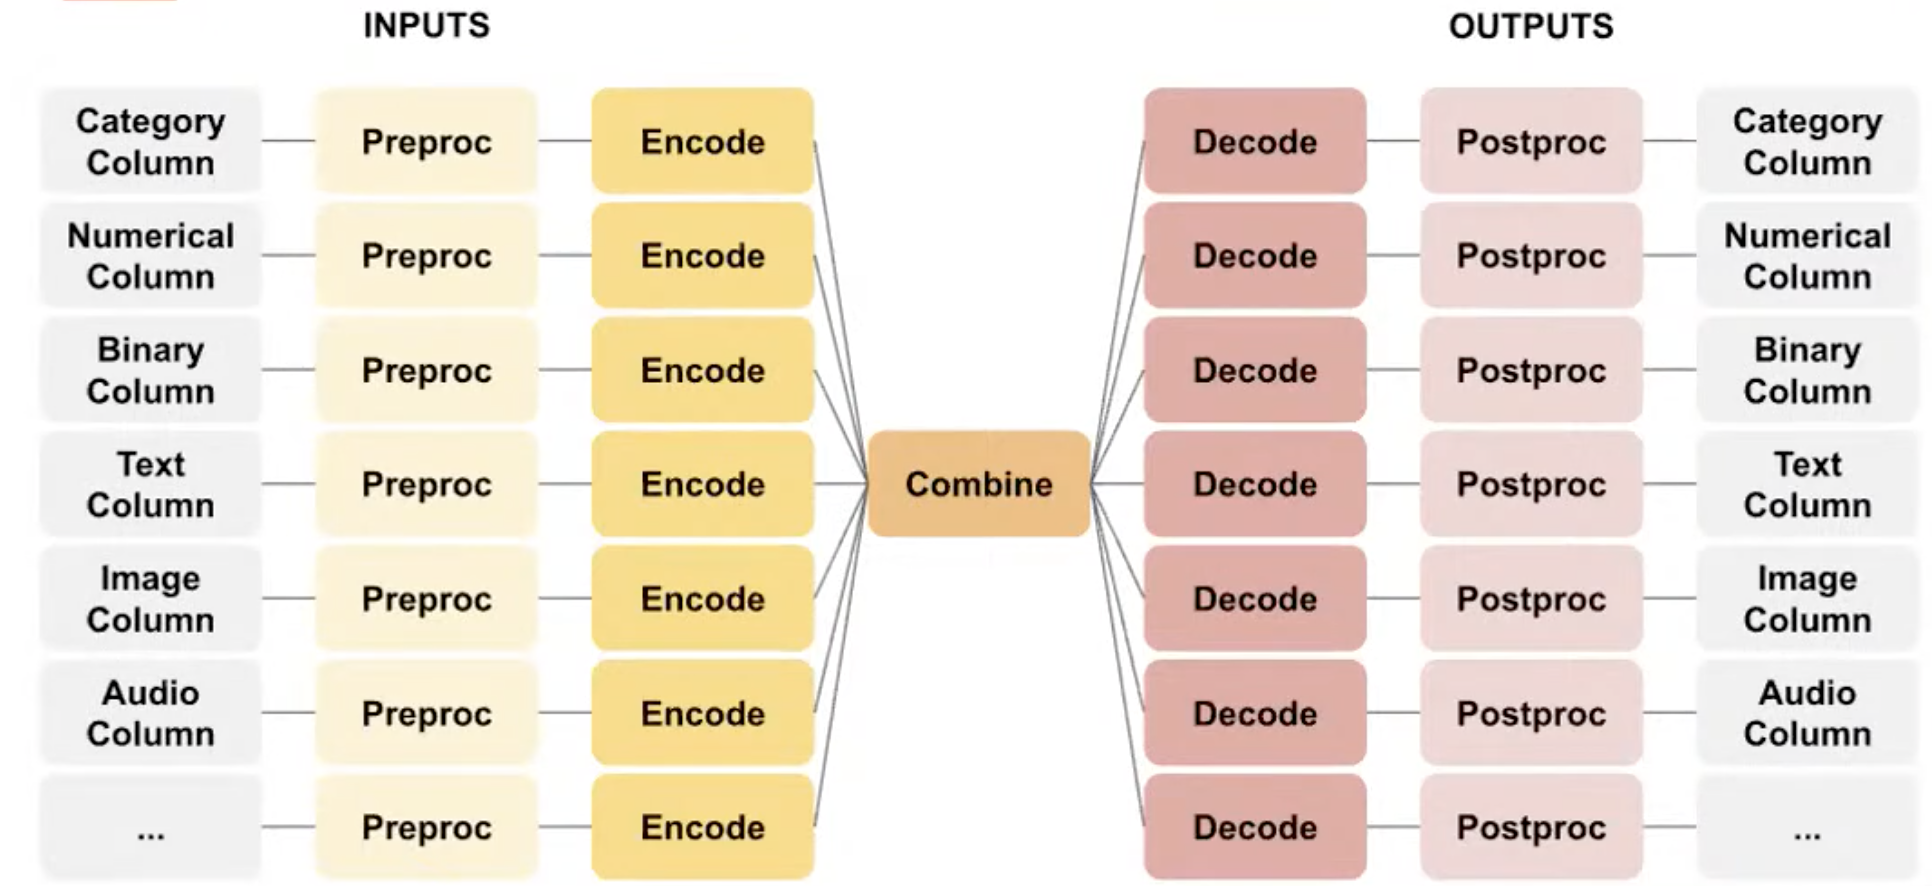 INPUTS
OUTPUTS
Category
Column
Preproc
Encode
Decode
Postproc
Category
Column
Numerical
Column
Preproc
Encode
Decode
Postproc
Numerical
Column
Binary
Column
Preproc
Encode
Decode
Postproc
Binary
Column
Text
Column
Preproc
Encode
Combine
Decode
Postproc
Text
Column
Image
Column
Preproc
Encode
Decode
Postproc
Image
Column
Audio
Column
Preproc
Encode
Decode
Postproc
Audio
Column
...
Preproc
Encode
Decode
Postproc
...